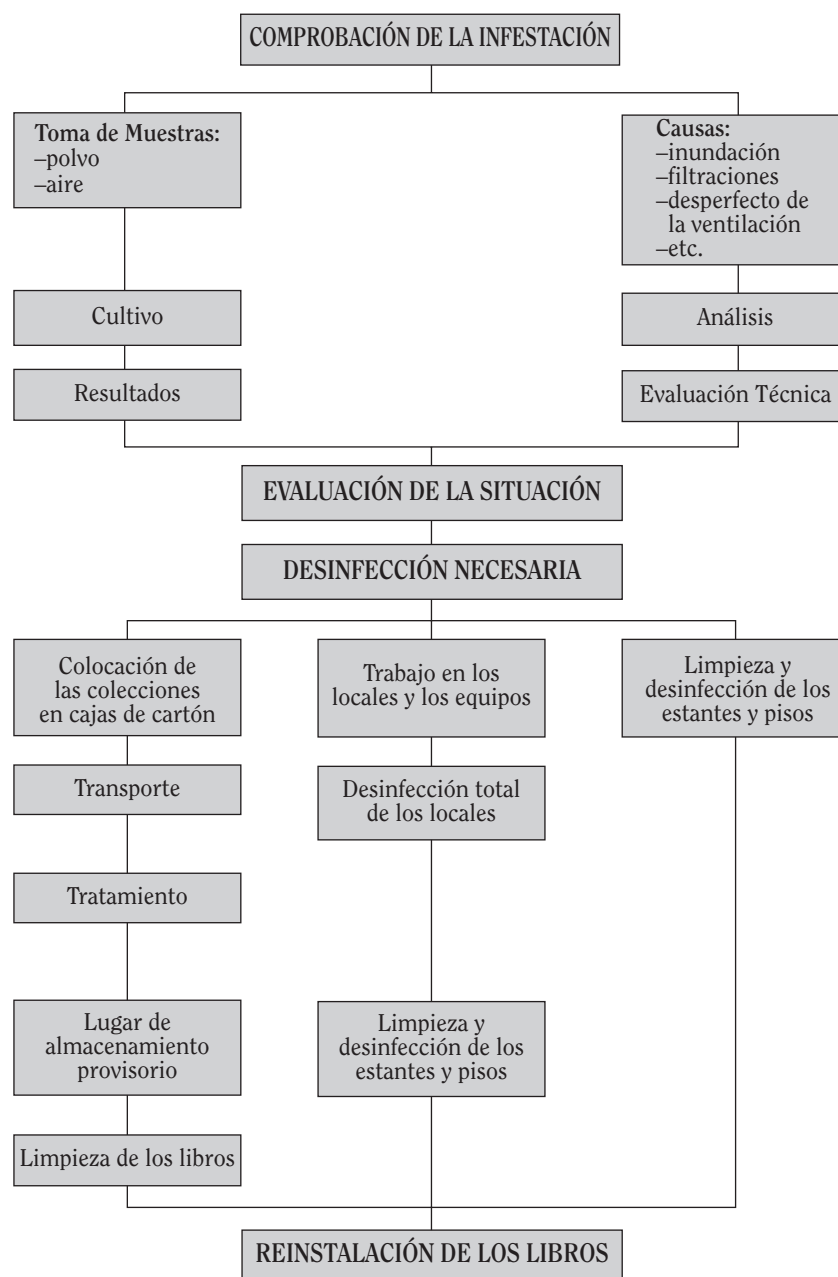 COMPROBACIÓN DE LA INFESTACIÓN
Toma de Muestras:
–polvo
–aire
Causas:
–inundación
–filtraciones
–desperfecto de
la ventilación
–etc.
Cultivo
Análisis
Resultados
Evaluación Técnica
EVALUACIÓN DE LA SITUACIÓN
DESINFECCIÓN NECESARIA
Colocación de
las colecciones
en cajas de cartón
Trabajo en los
locales y los equipos
Limpieza y
desinfección de los
estantes y pisos
Transporte
Desinfección total
de los locales
Tratamiento
Lugar de
almacenamiento
provisorio
Limpieza y
desinfección de los
estantes y pisos
Limpieza de los libros
REINSTALACIÓN DE LOS LIBROS